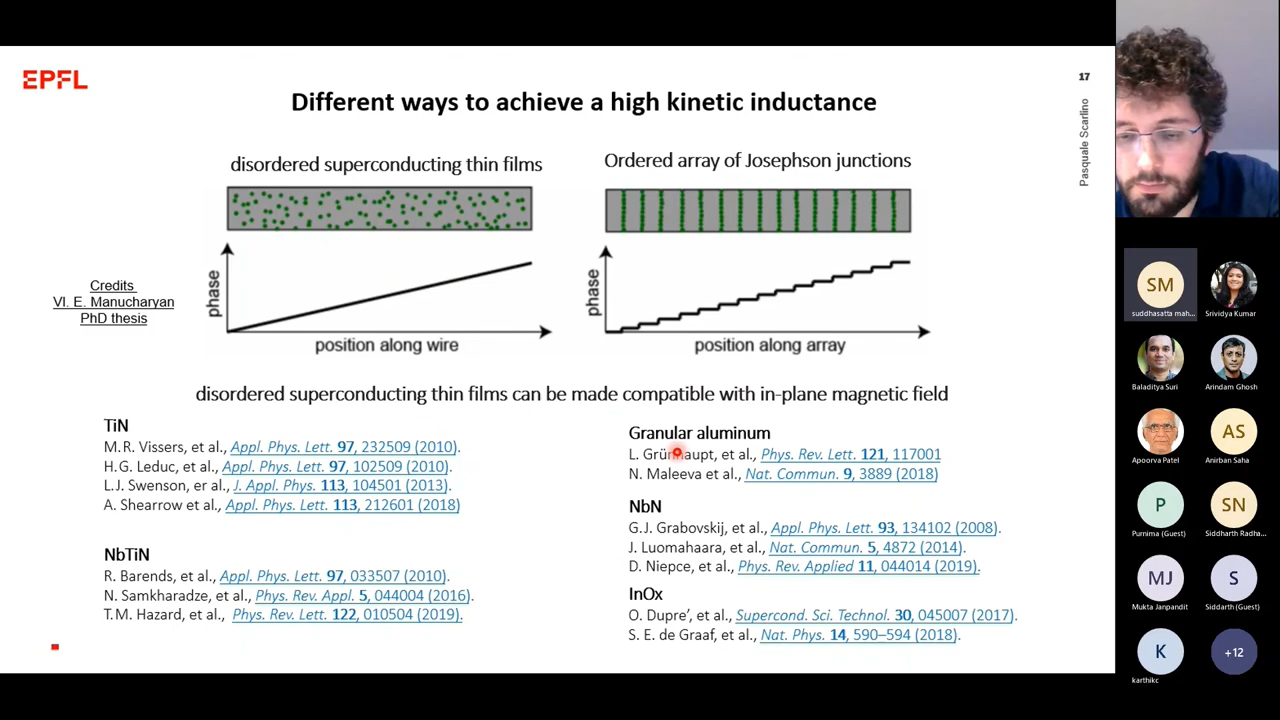 EPFL
17
Pasquale Scarlino
Different ways to achieve a high kinetic inductance
disordered superconducting thin films
Ordered array of Josephson junctions
phase
position along wire
phase
position along array
Credits
Vl. E. Manucharyan
PhD thesis
disordered superconducting thin films can be made compatible with in-plane magnetic field
TiN
M.R. Vissers, et al., Appl. Phys. Lett. 97, 232509 (2010).
H.G. Leduc, et al., Appl. Phys. Lett. 97, 102509 (2010).
L.J. Swenson, er al., J. Appl. Phys. 113, 104501 (2013).
A. Shearrow et al., Appl. Phys. Lett. 113, 212601 (2018)
NbTiN
R. Barends, et al., Appl. Phys. Lett. 97, 033507 (2010).
N. Samkharadze, et al., Phys. Rev. Appl. 5, 044004 (2016).
T.M. Hazard, et al., Phys. Rev. Lett. 122, 010504 (2019).
Granular aluminum
L. Grünhaupt, et al., Phys. Rev. Lett. 121, 117001
N. Maleeva et al., Nat. Commun. 9, 3889 (2018)
NbN
G.J. Grabovskij, et al., Appl. Phys. Lett. 93, 134102 (2008).
J. Luomahaara, et al., Nat. Commun. 5, 4872 (2014).
D. Niepce, et al., Phys. Rev. Applied 11, 044014 (2019).
InOx
O. Dupre', et al., Supercond. Sci. Technol. 30, 045007 (2017).
S. E. de Graaf, et al., Nat. Phys. 14, 590–594 (2018).
SM
suddhasatta mah...
Srividya Kumar
Baladitya Suri
Arindam Ghosh
Apoorva Patel
AS
Anirban Saha
P
Purnima (Guest)
SN
Siddharth Radha...
MJ
Mukta Janpandit
S
Siddarth (Guest)
K
karthikc
+12